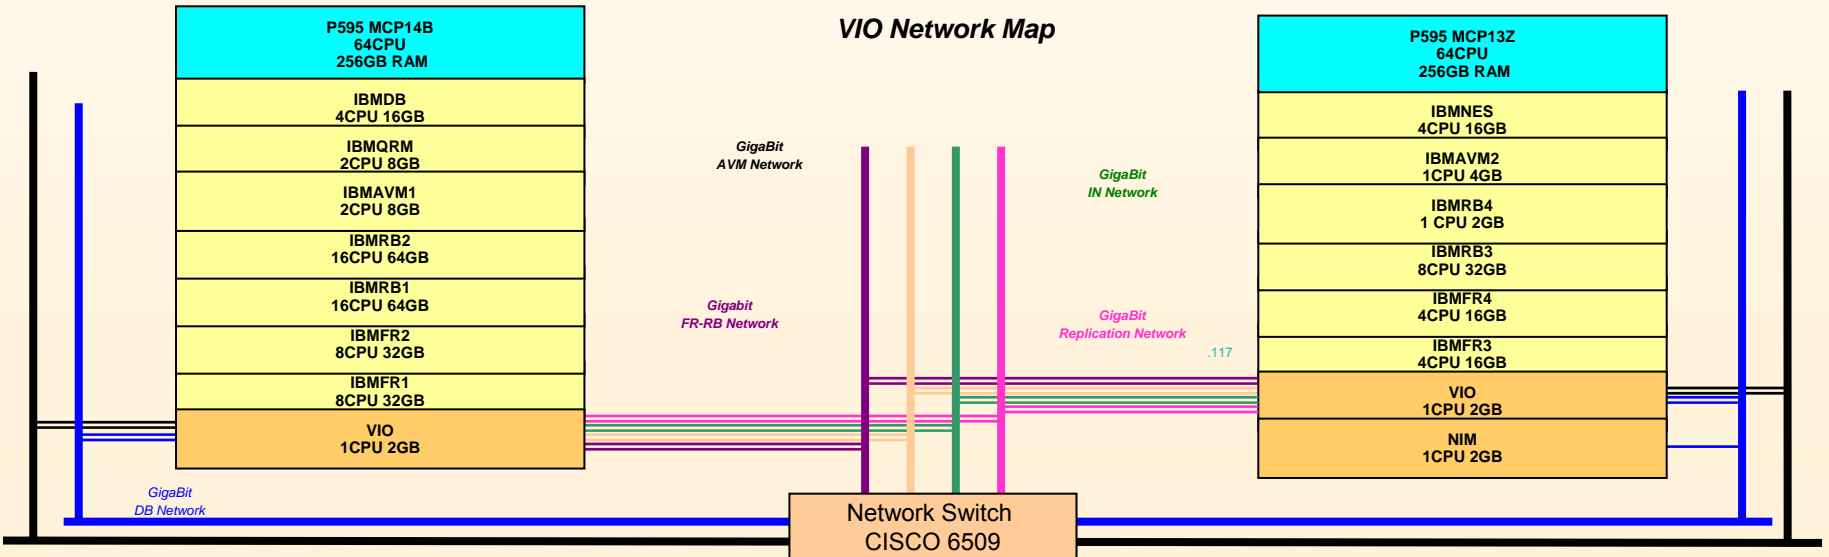 VIO Network Map
P595 MCP14B
64CPU
256GB RAM
IBMDB
4CPU 16GB
IBMQRM
2CPU 8GB
IBMAVM1
2CPU 8GB
IBMRB2
16CPU 64GB
IBMRB1
16CPU 64GB
IBMFR2
8CPU 32GB
IBMFR1
8CPU 32GB
VIO
1CPU 2GB
GigaBit
DB Network
GigaBit
AVM Network
Gigabit
FR-RB Network
GigaBit
IN Network
GigaBit
Replication Network
.117
P595 MCP13Z
64CPU
256GB RAM
IBMNES
4CPU 16GB
IBMAVM2
1CPU 4GB
IBMRB4
1 CPU 2GB
IBMRB3
8CPU 32GB
IBMFR4
4CPU 16GB
IBMFR3
4CPU 16GB
VIO
1CPU 2GB
NIM
1CPU 2GB
Network Switch
CISCO 6509